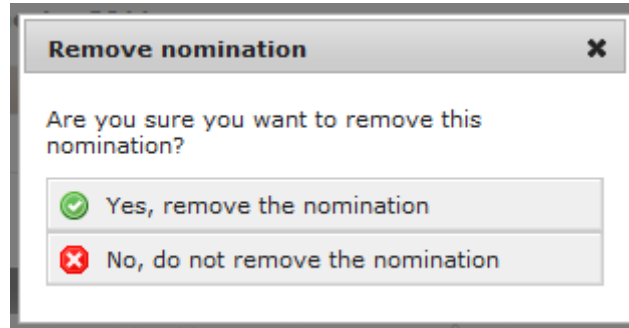 Remove nomination
Are you sure you want to remove this
nomination?
Yes, remove the nomination
No, do not remove the nomination